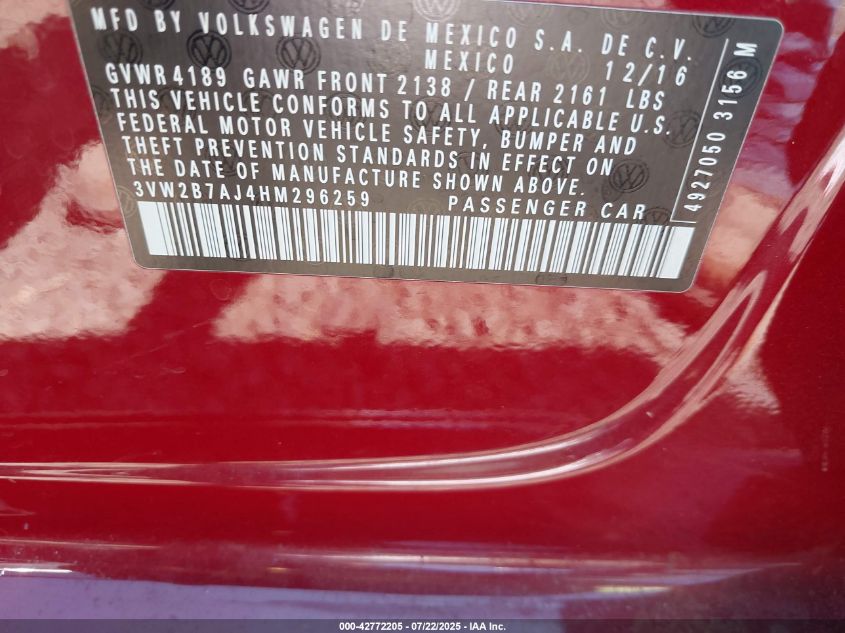 MFD BY VOLKSWAGEN DE MEXICO S.A. DE C.V.
MEXICO 12/16
GVWR 4189 GAWR FRONT 2138 / REAR 2161 LBS
THIS VEHICLE CONFORMS TO ALL APPLICABLE U.S.
FEDERAL MOTOR VEHICLE SAFETY, BUMPER AND
THEFT PREVENTION STANDARDS IN EFFECT ON
THE DATE OF MANUFACTURE SHOWN ABOVE.
3VW2B7AJ4HM296259 PASSENGER CAR
4927050 3156 M
000-42772205 - 07/22/2025 - IAA Inc.